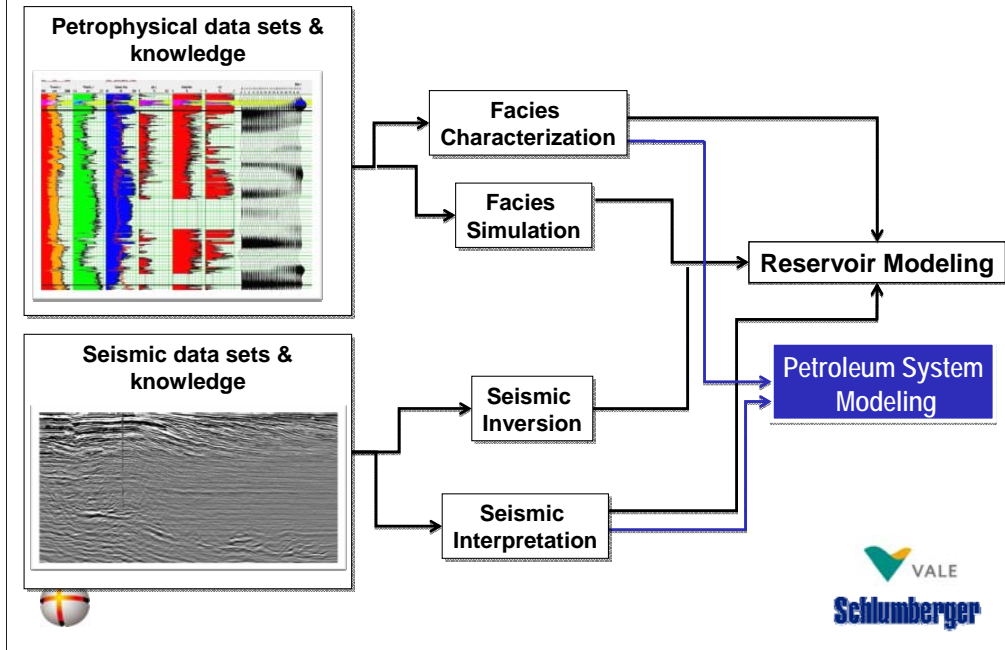 Petrophysical data sets &
knowledge
Facies
Characterization
Facies
Simulation
Reservoir Modeling
Seismic data sets &
knowledge
Seismic
Inversion
Petroleum System
Modeling
Seismic
Interpretation
VALE
Schlumberger